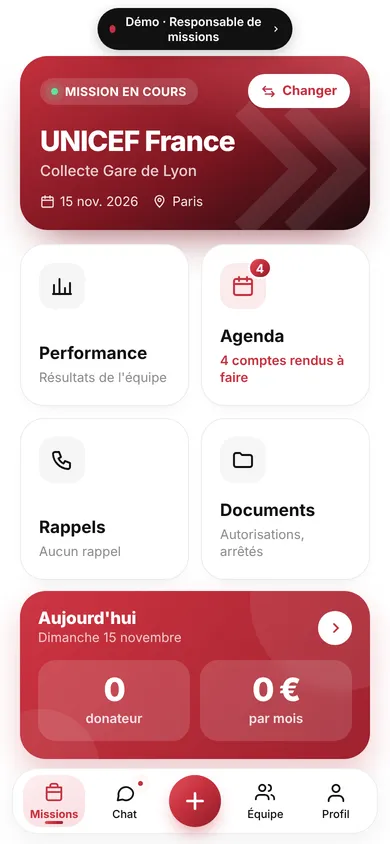 Démo · Responsable de
missions
MISSION EN COURS
Changer
UNICEF France
Collecte Gare de Lyon
15 nov. 2026 Paris
Performance
Résultats de l'équipe
4
Agenda
4 comptes rendus à
faire
Rappels
Aucun rappel
Documents
Autorisations,
arrêtés
Aujourd'hui
Dimanche 15 novembre
0
donateur
0 €
par mois
Missions
Chat
Équipe
Profil